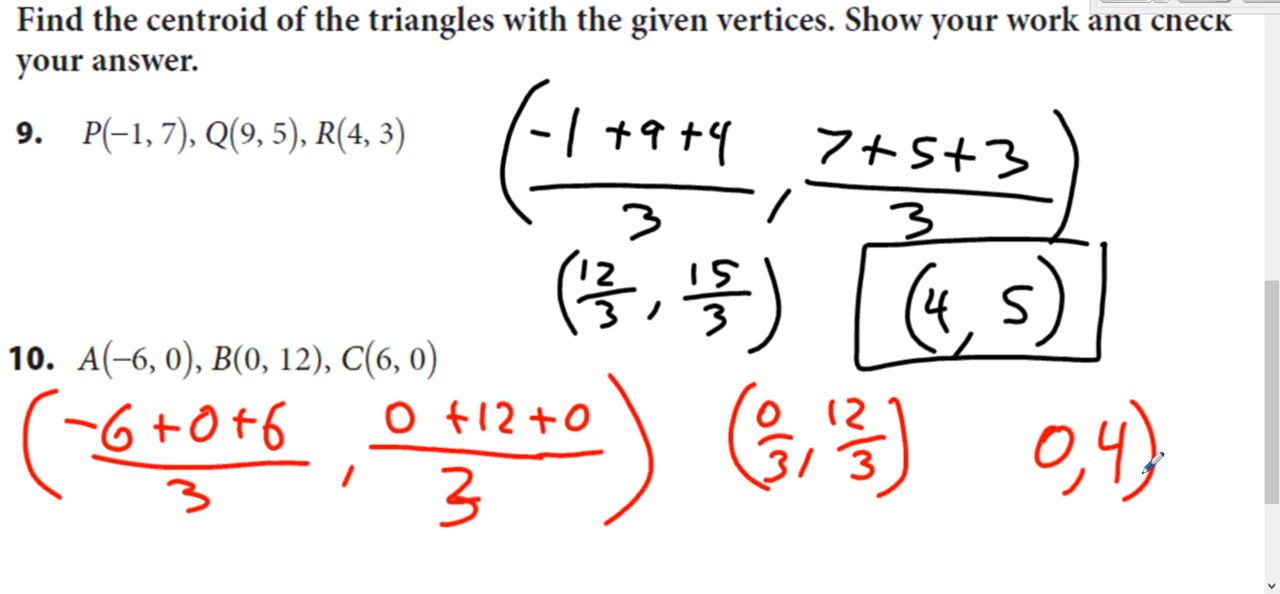 Find the centroid of the triangles with the given vertices. Show your work and check
your answer.
9. P(−1, 7), Q(9, 5), R(4, 3)
(-1+9+4/3, 7+5+3/3)
(12/3, 15/3) (4, 5)
10. A(−6, 0), B(0, 12), C(6, 0)
(-6+0+6/3, 0+12+0/3) (0/3, 12/3) 0,4)